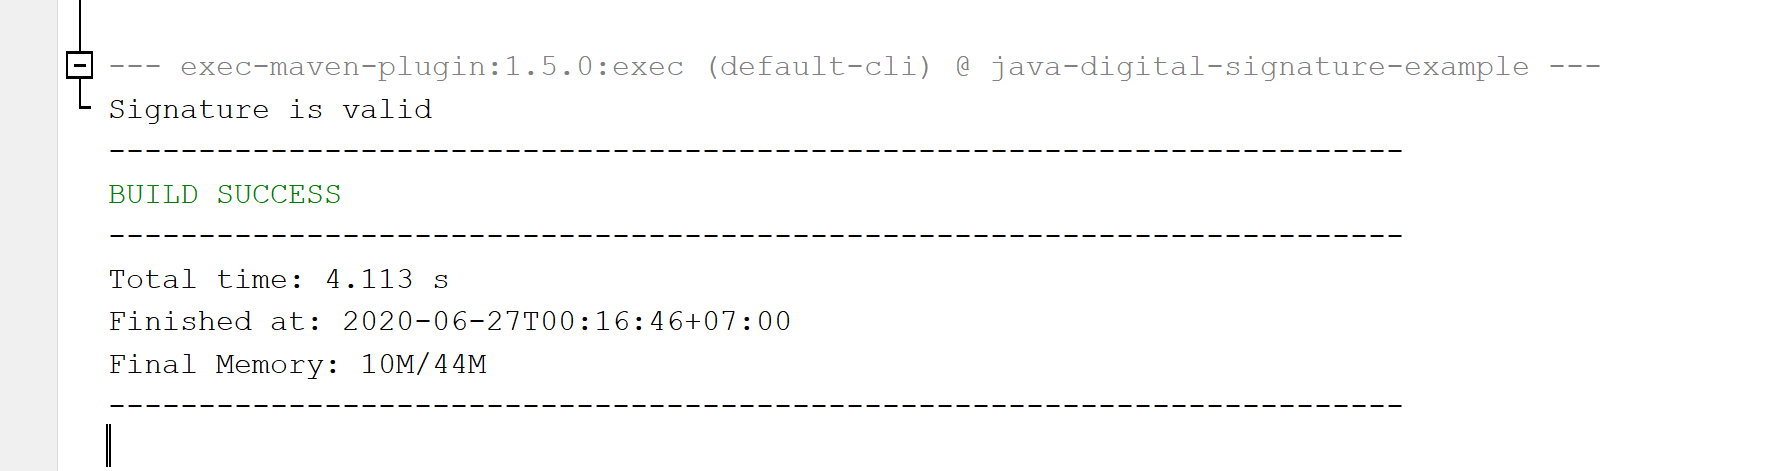 --- exec-maven-plugin:1.5.0:exec (default-cli) @ java-digital-signature-example ---
Signature is valid
------------------------------------------------------------------------
BUILD SUCCESS
------------------------------------------------------------------------
Total time: 4.113 s
Finished at: 2020-06-27T00:16:46+07:00
Final Memory: 10M/44M
------------------------------------------------------------------------